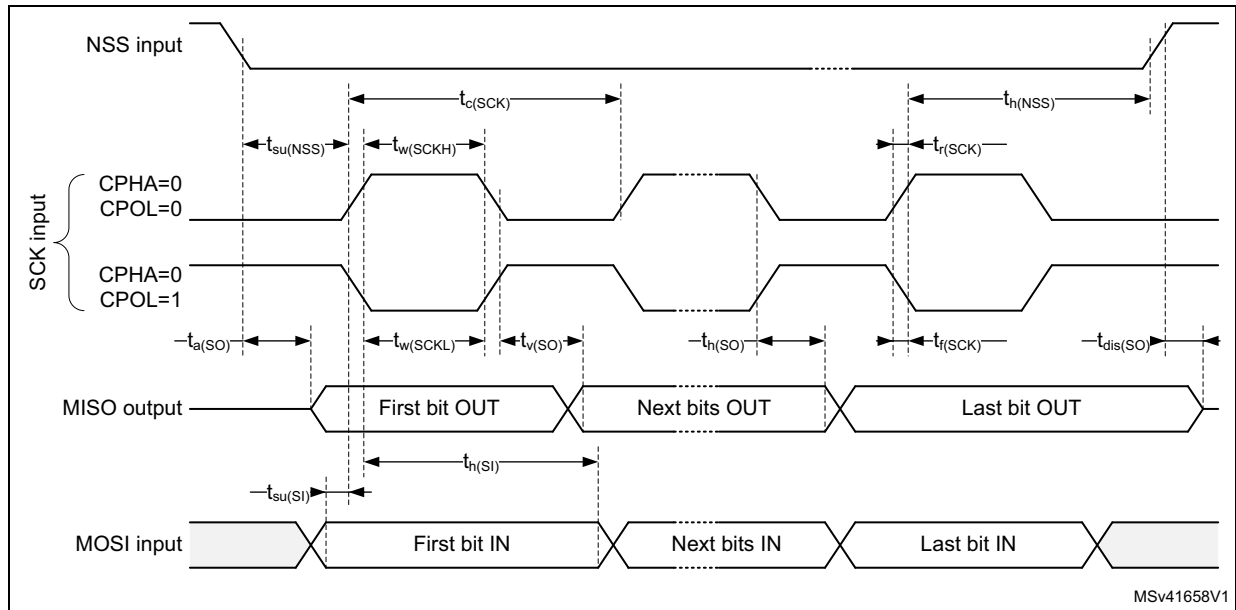 NSS input
tc(SCK)
th(NSS)
tsu(NSS)
tw(SCKH)
tr(SCK)
SCK input
CPHA=0
CPOL=0
CPHA=0
CPOL=1
ta(SO)
tw(SCKL)
tv(SO)
th(SO)
tf(SCK)
tdis(SO)
MISO output
First bit OUT
Next bits OUT
Last bit OUT
th(SI)
tsu(SI)
MOSI input
First bit IN
Next bits IN
Last bit IN
MSv41658V1